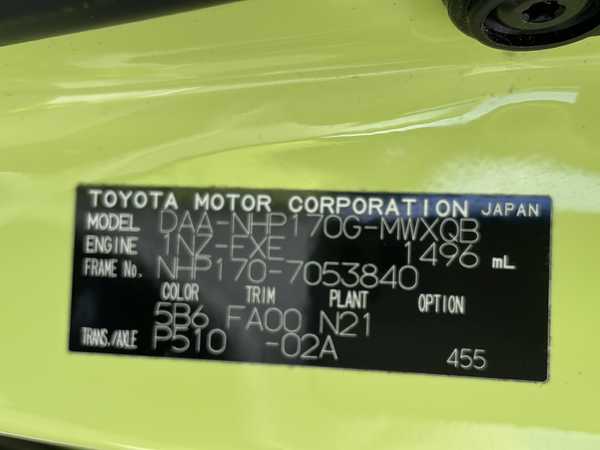 TOYOTA MOTOR CORPORATION JAPAN
MODEL DAA-NHP170G-MWXQB
ENGINE 1NZ-EXE 1496 mL
FRAME No. NHP170-7053840
COLOR TRIM PLANT OPTION
5B6 FA00 N21
TRANS./AXLE P510 -02A
455